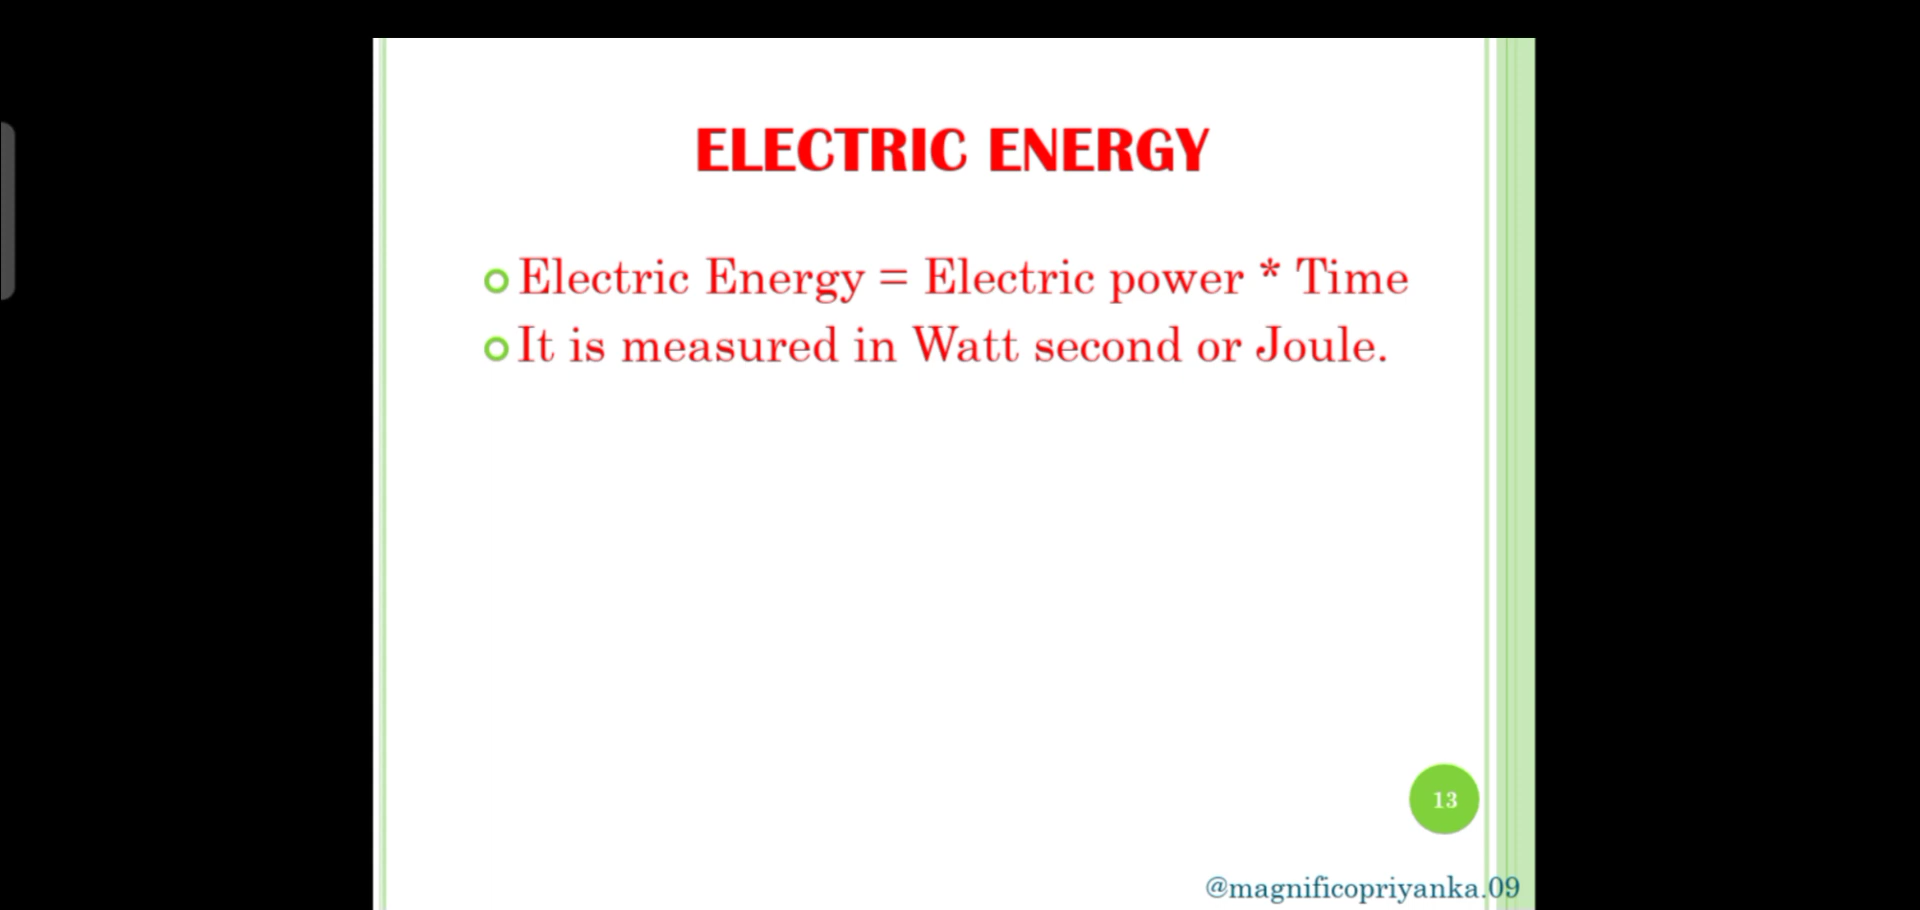 ELECTRIC ENERGY
Electric Energy = Electric power * Time
It is measured in Watt second or Joule.
13
@magnificopriyanka.09